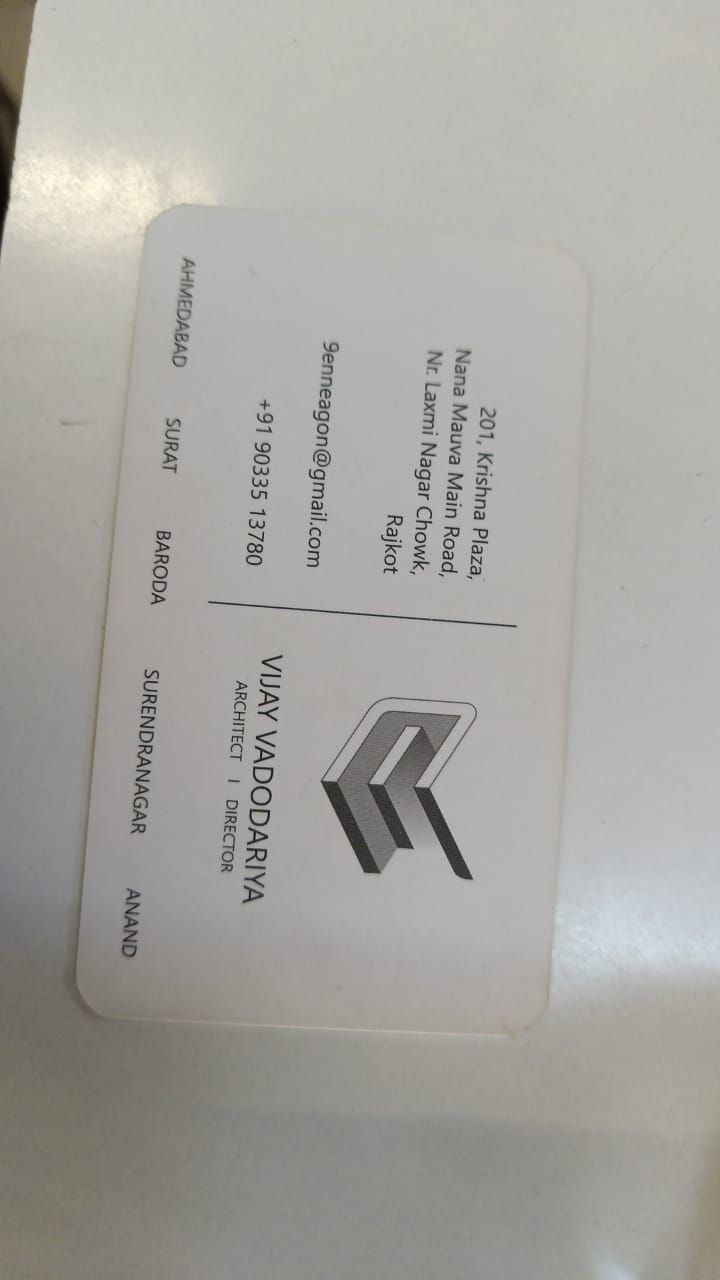 201, Krishna Plaza,
Nana Mauva Main Road,
Nr. Laxmi Nagar Chowk,
Rajkot
9enneagon@gmail.com
+91 90335 13780
VIJAY VADODARIYA
ARCHITECT I DIRECTOR
AHMEDABAD SURAT BARODA SURENDRANAGAR ANAND